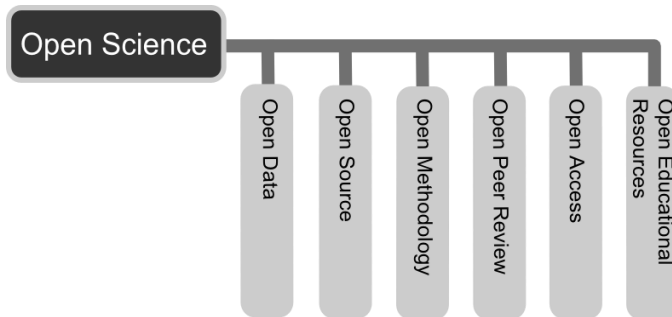 Open Science
Open Data
Open Source
Open Methodology
Open Peer Review
Open Access
Open Educational
Resources